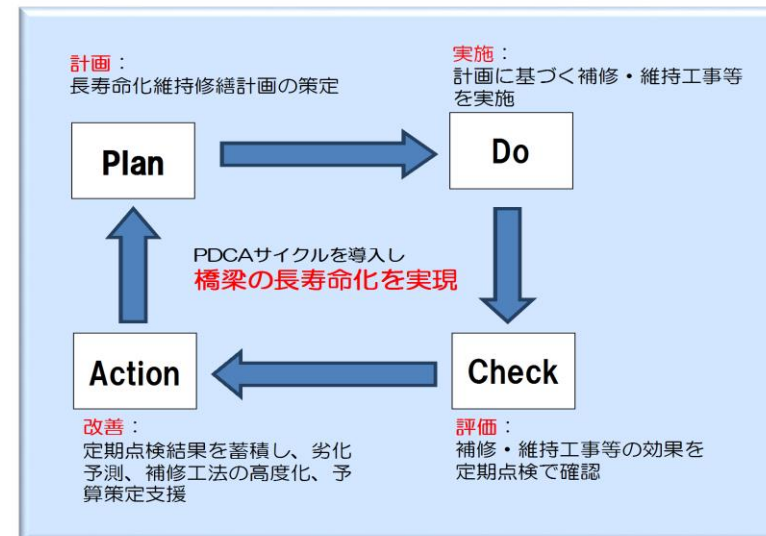 計画：
長寿命化維持修繕計画の策定
Plan
実施：
計画に基づく補修・維持工事等
を実施
Do
PDCAサイクルを導入し
橋梁の長寿命化を実現
Action
改善：
定期点検結果を蓄積し、劣化
予測、補修工法の高度化、予
算策定支援
Check
評価：
補修・維持工事等の効果を
定期点検で確認